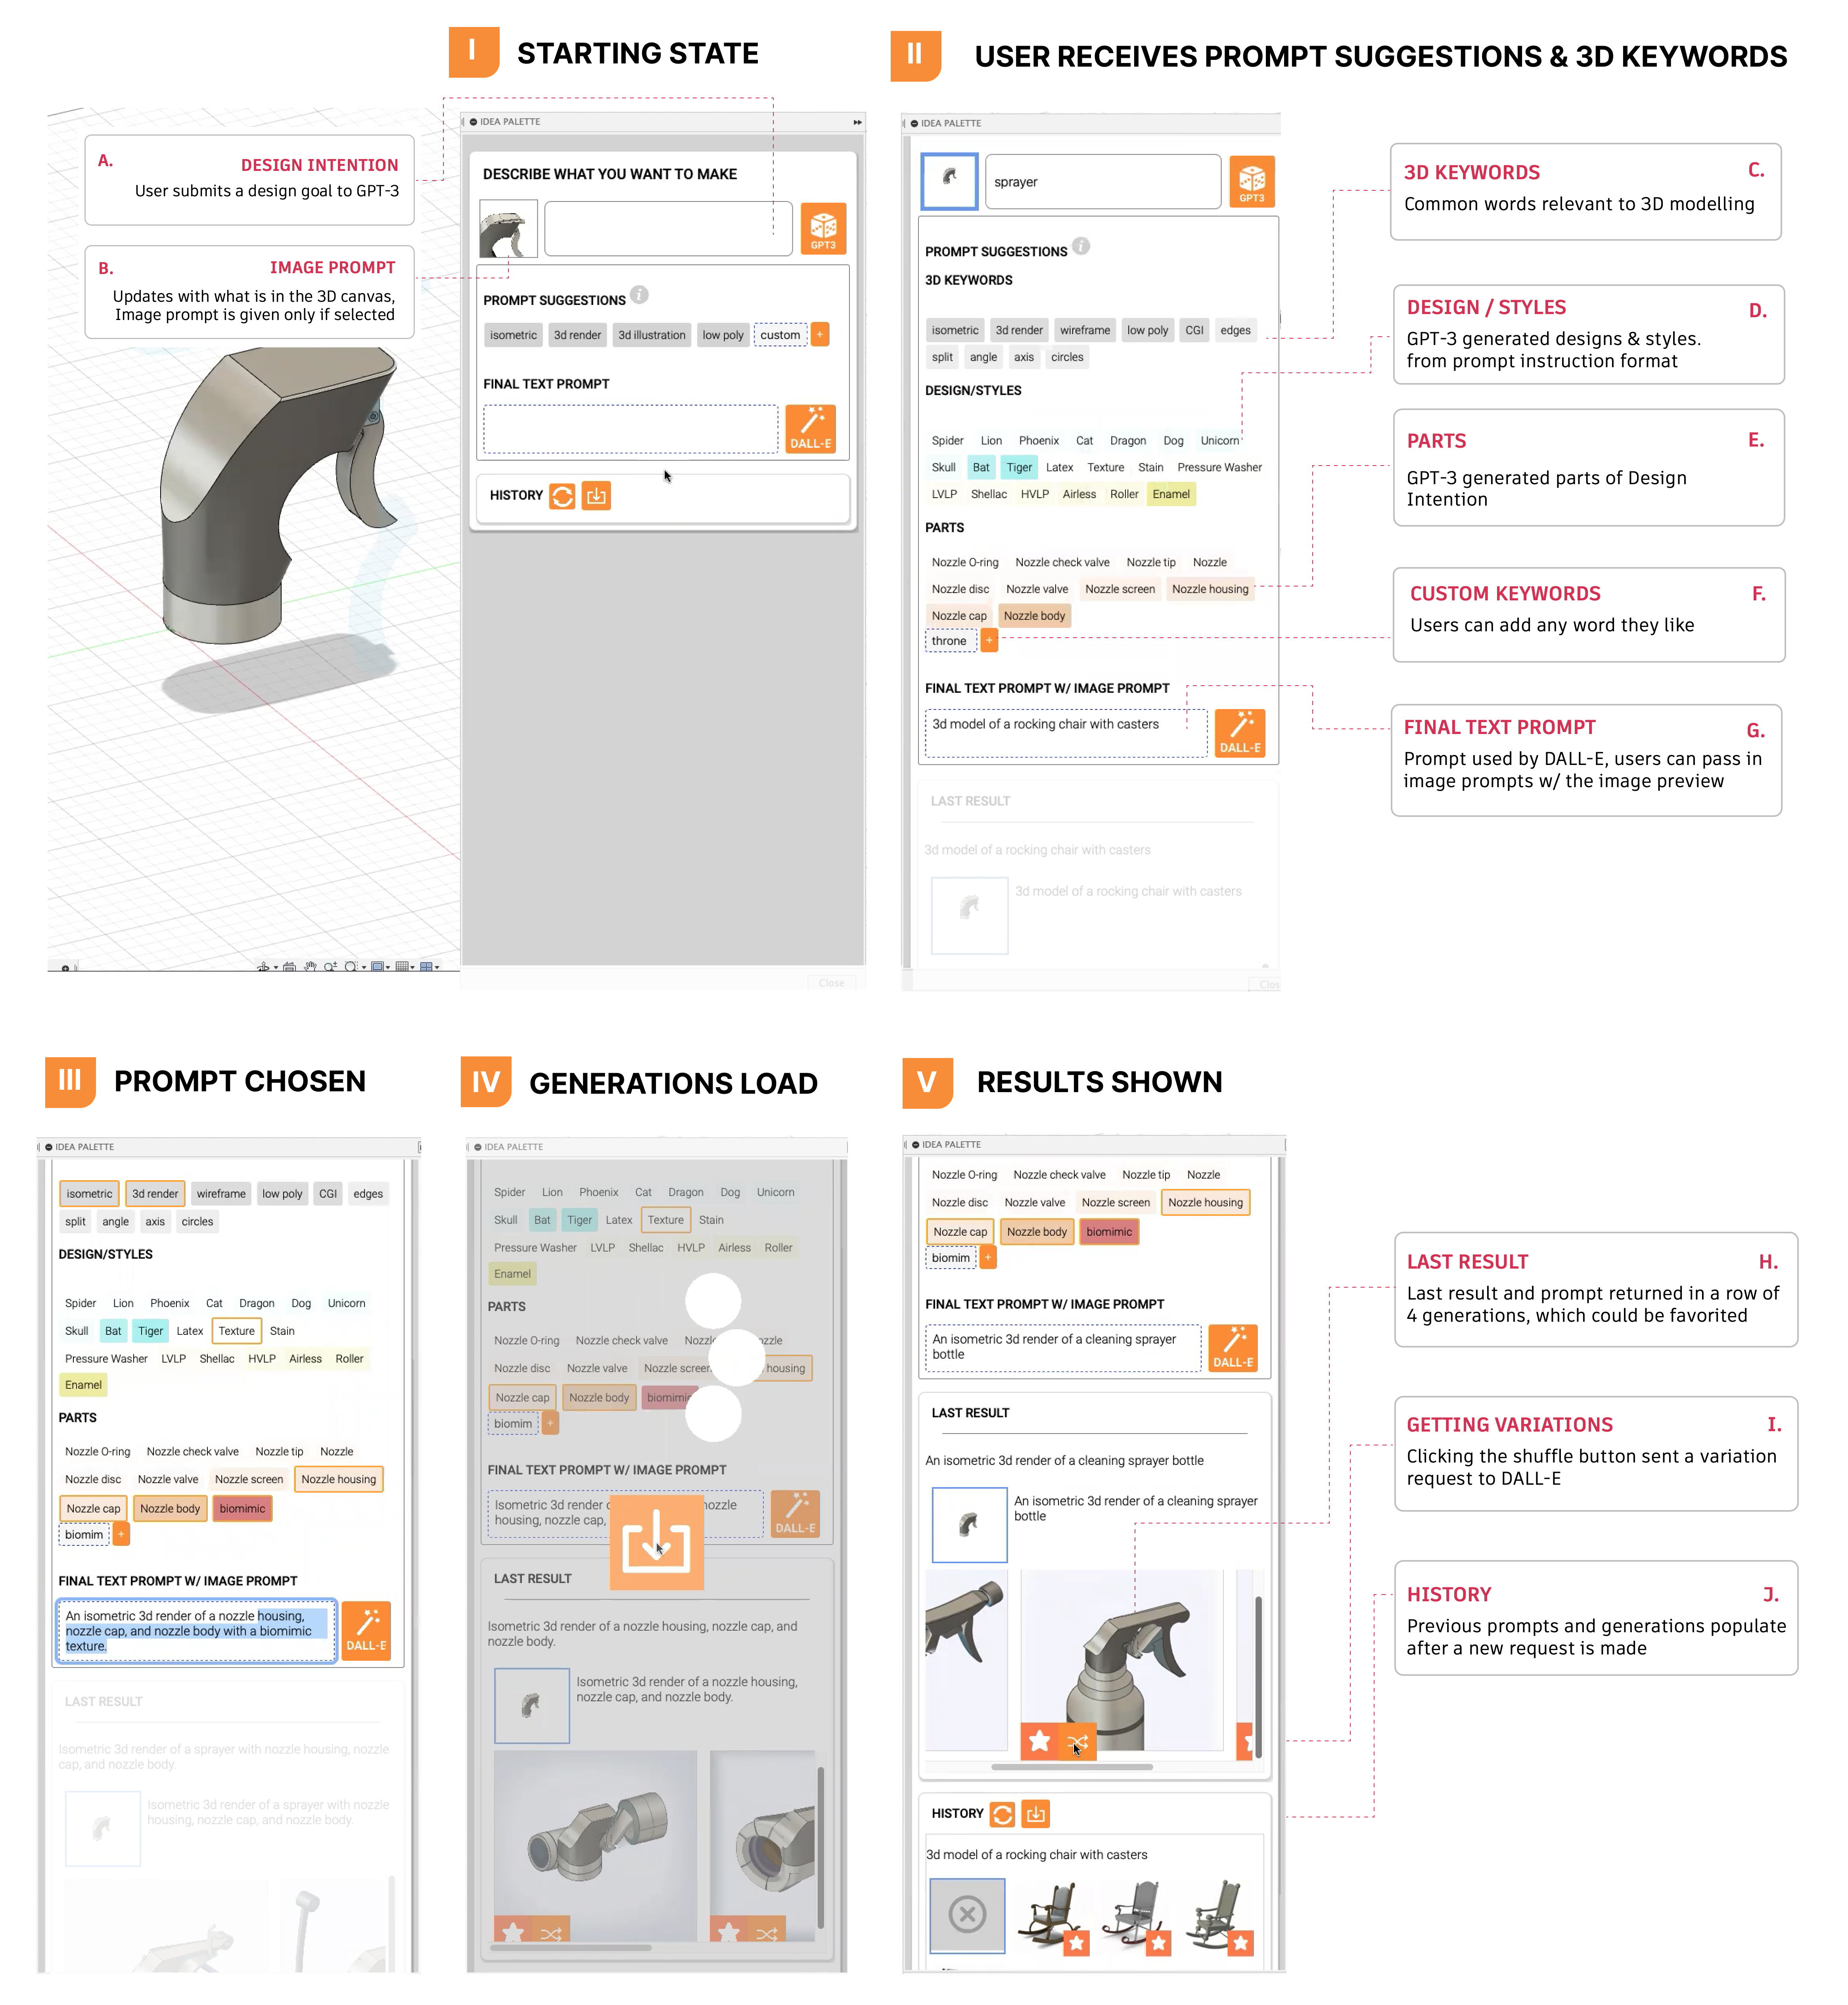 I STARTING STATE
A.
DESIGN INTENTION
User submits a design goal to GPT-3
B.
IMAGE PROMPT
Updates with what is in the 3D canvas,
Image prompt is given only if selected
IDEA PALETTE
DESCRIBE WHAT YOU WANT TO MAKE
GPT3
PROMPT SUGGESTIONS i
isometric 3d render 3d illustration low poly custom +
FINAL TEXT PROMPT
DALL-E
HISTORY
Close
II USER RECEIVES PROMPT SUGGESTIONS & 3D KEYWORDS
IDEA PALETTE
sprayer
GPT3
PROMPT SUGGESTIONS i
3D KEYWORDS
isometric 3d render wireframe low poly CGI edges
split angle axis circles
DESIGN/STYLES
Spider Lion Phoenix Cat Dragon Dog Unicorn
Skull Bat Tiger Latex Texture Stain Pressure Washer
LVLP Shellac HVLP Airless Roller Enamel
PARTS
Nozzle O-ring Nozzle check valve Nozzle tip Nozzle
Nozzle disc Nozzle valve Nozzle screen Nozzle housing
Nozzle cap Nozzle body
throne +
FINAL TEXT PROMPT W/ IMAGE PROMPT
3d model of a rocking chair with casters
DALL-E
LAST RESULT
3d model of a rocking chair with casters
3d model of a rocking chair with casters
Clos
3D KEYWORDS C.
Common words relevant to 3D modelling
DESIGN / STYLES D.
GPT-3 generated designs & styles.
from prompt instruction format
PARTS E.
GPT-3 generated parts of Design
Intention
CUSTOM KEYWORDS F.
Users can add any word they like
FINAL TEXT PROMPT G.
Prompt used by DALL-E, users can pass in
image prompts w/ the image preview
III PROMPT CHOSEN
IDEA PALETTE
isometric 3d render wireframe low poly CGI edges
split angle axis circles
DESIGN/STYLES
Spider Lion Phoenix Cat Dragon Dog Unicorn
Skull Bat Tiger Latex Texture Stain
Pressure Washer LVLP Shellac HVLP Airless Roller
Enamel
PARTS
Nozzle O-ring Nozzle check valve Nozzle tip Nozzle
Nozzle disc Nozzle valve Nozzle screen Nozzle housing
Nozzle cap Nozzle body biomimic
biomim +
FINAL TEXT PROMPT W/ IMAGE PROMPT
An isometric 3d render of a nozzle housing,
nozzle cap, and nozzle body with a biomimic
texture.
DALL-E
LAST RESULT
Isometric 3d render of a sprayer with nozzle housing, nozzle
cap, and nozzle body.
Isometric 3d render of a sprayer with nozzle
housing, nozzle cap, and nozzle body.
IV GENERATIONS LOAD
IDEA PALETTE
Spider Lion Phoenix Cat Dragon Dog Unicorn
Skull Bat Tiger Latex Texture Stain
Pressure Washer LVLP Shellac HVLP Airless Roller
Enamel
PARTS
Nozzle O-ring Nozzle check valve Nozzle
Nozzle disc Nozzle valve Nozzle screen housing
Nozzle cap Nozzle body biomimic
biomim +
FINAL TEXT PROMPT W/ IMAGE PROMPT
Isometric 3d render nozzle
housing, nozzle cap,
DALL-E
LAST RESULT
Isometric 3d render of a nozzle housing, nozzle cap, and
nozzle body.
Isometric 3d render of a nozzle housing,
nozzle cap, and nozzle body.
V RESULTS SHOWN
IDEA PALETTE
Nozzle O-ring Nozzle check valve Nozzle tip Nozzle
Nozzle disc Nozzle valve Nozzle screen Nozzle housing
Nozzle cap Nozzle body biomimic
biomim +
FINAL TEXT PROMPT W/ IMAGE PROMPT
An isometric 3d render of a cleaning sprayer
bottle
DALL-E
LAST RESULT
An isometric 3d render of a cleaning sprayer bottle
An isometric 3d render of a cleaning sprayer
bottle
HISTORY
3d model of a rocking chair with casters
LAST RESULT H.
Last result and prompt returned in a row of
4 generations, which could be favorited
GETTING VARIATIONS I.
Clicking the shuffle button sent a variation
request to DALL-E
HISTORY J.
Previous prompts and generations populate
after a new request is made